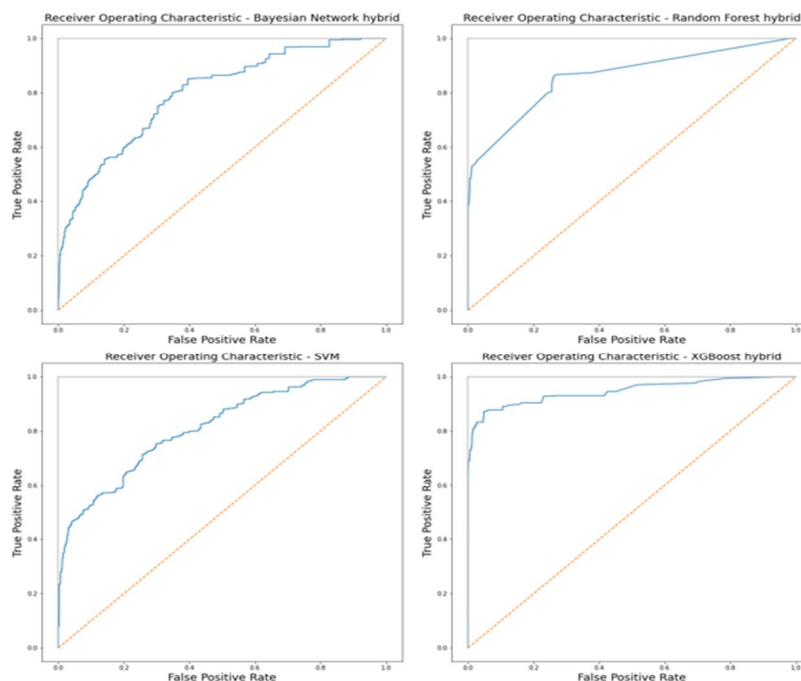 Receiver Operating Characteristic - Bayesian Network hybrid
1.0
0.8
0.6
0.4
0.2
0.0
True Positive Rate
0.0 0.2 0.4 0.6 0.8 1.0
False Positive Rate
Receiver Operating Characteristic - Random Forest hybrid
1.0
0.8
0.6
0.4
0.2
0.0
True Positive Rate
0.0 0.2 0.4 0.6 0.8 1.0
False Positive Rate
Receiver Operating Characteristic - SVM
1.0
0.8
0.6
0.4
0.2
0.0
True Positive Rate
0.0 0.2 0.4 0.6 0.8 1.0
False Positive Rate
Receiver Operating Characteristic - XGBoost hybrid
1.0
0.8
0.6
0.4
0.2
0.0
True Positive Rate
0.0 0.2 0.4 0.6 0.8 1.0
False Positive Rate